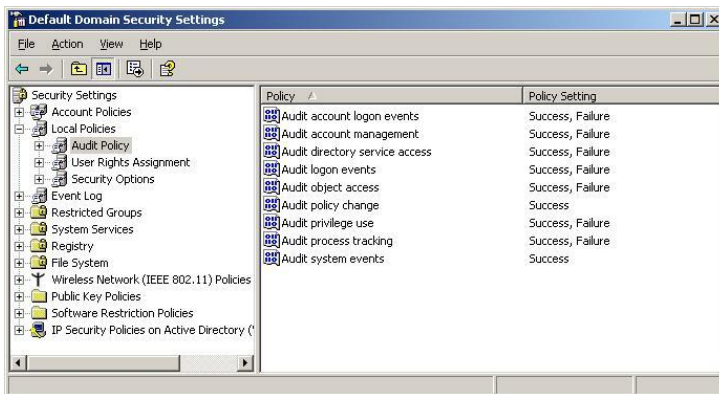 Default Domain Security Settings
File Action View Help
Security Settings
Account Policies
Local Policies
Audit Policy
User Rights Assignment
Security Options
Event Log
Restricted Groups
System Services
Registry
File System
Wireless Network (IEEE 802.11) Policies
Public Key Policies
Software Restriction Policies
IP Security Policies on Active Directory ('
Policy Policy Setting
Audit account logon events Success, Failure
Audit account management Success, Failure
Audit directory service access Success, Failure
Audit logon events Success, Failure
Audit object access Success, Failure
Audit policy change Success
Audit privilege use Success, Failure
Audit process tracking Success, Failure
Audit system events Success